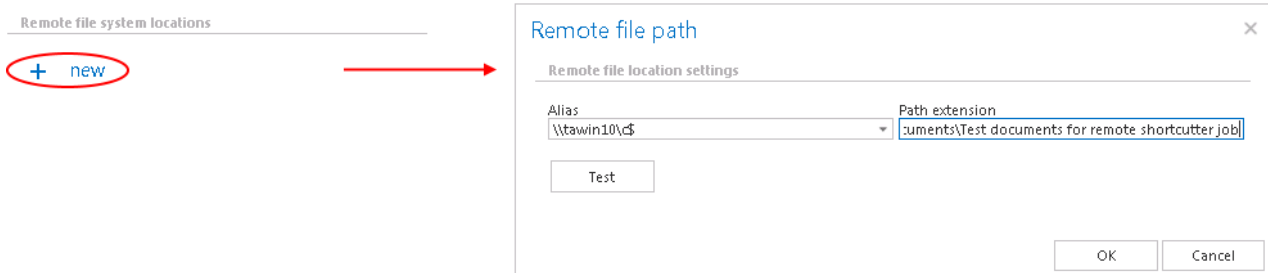 Remote file system locations
+ new
Remote file path
Remote file location settings
Alias
Path extension
\\tawin10\c$
:uments\Test documents for remote shortcutter job
Test
OK
Cancel